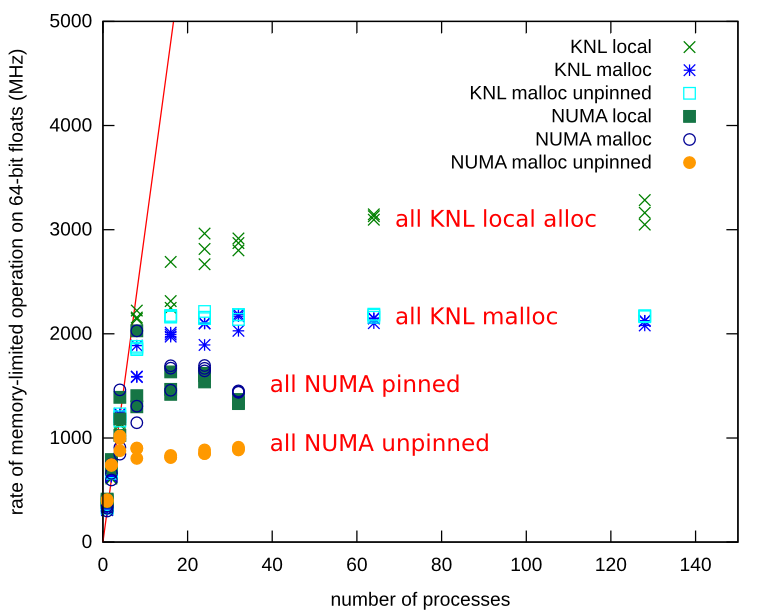 rate of memory-limited operation on 64-bit floats (MHz)
5000
4000
3000
2000
1000
0
KNL local
KNL malloc
KNL malloc unpinned
NUMA local
NUMA malloc
NUMA malloc unpinned
all KNL local alloc
all KNL malloc
all NUMA pinned
all NUMA unpinned
0 20 40 60 80 100 120 140
number of processes